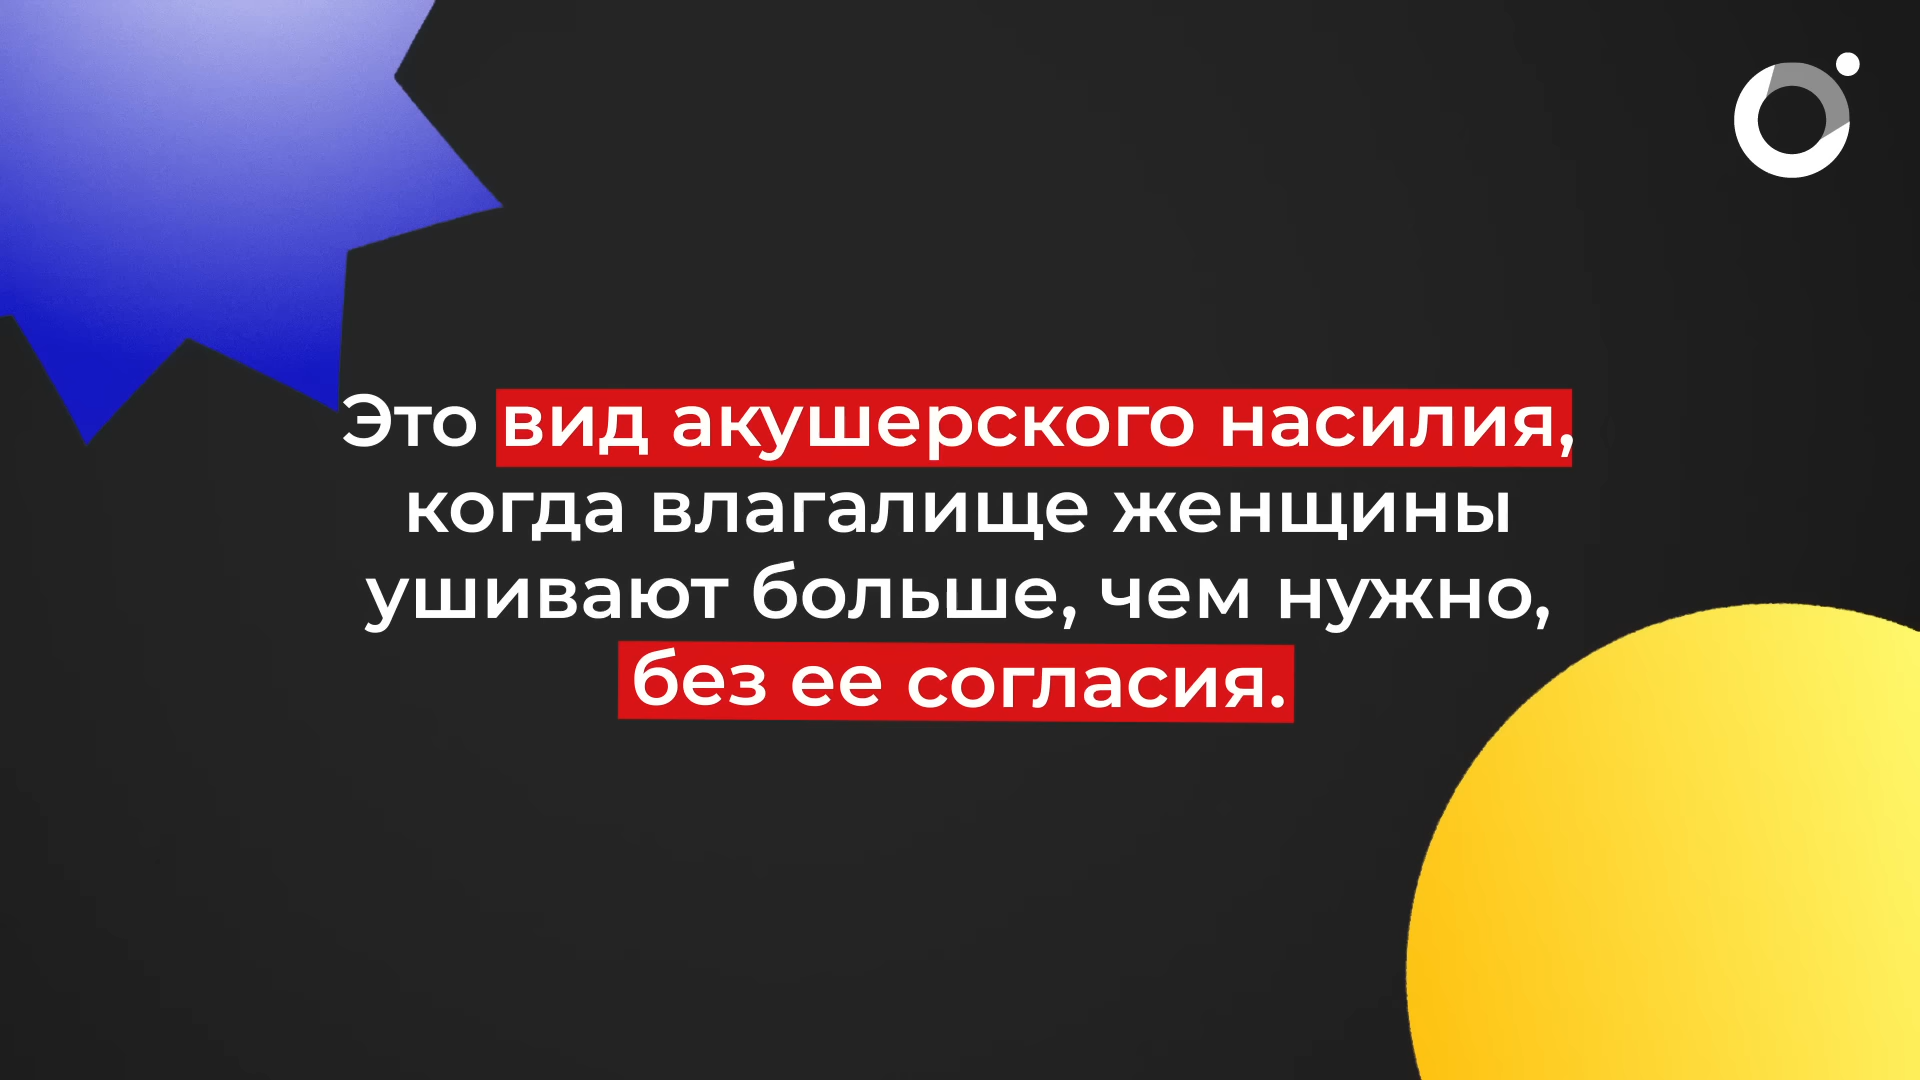 Это вид акушерского насилия,
когда влагалище женщины
ушивают больше, чем нужно,
без ее согласия.